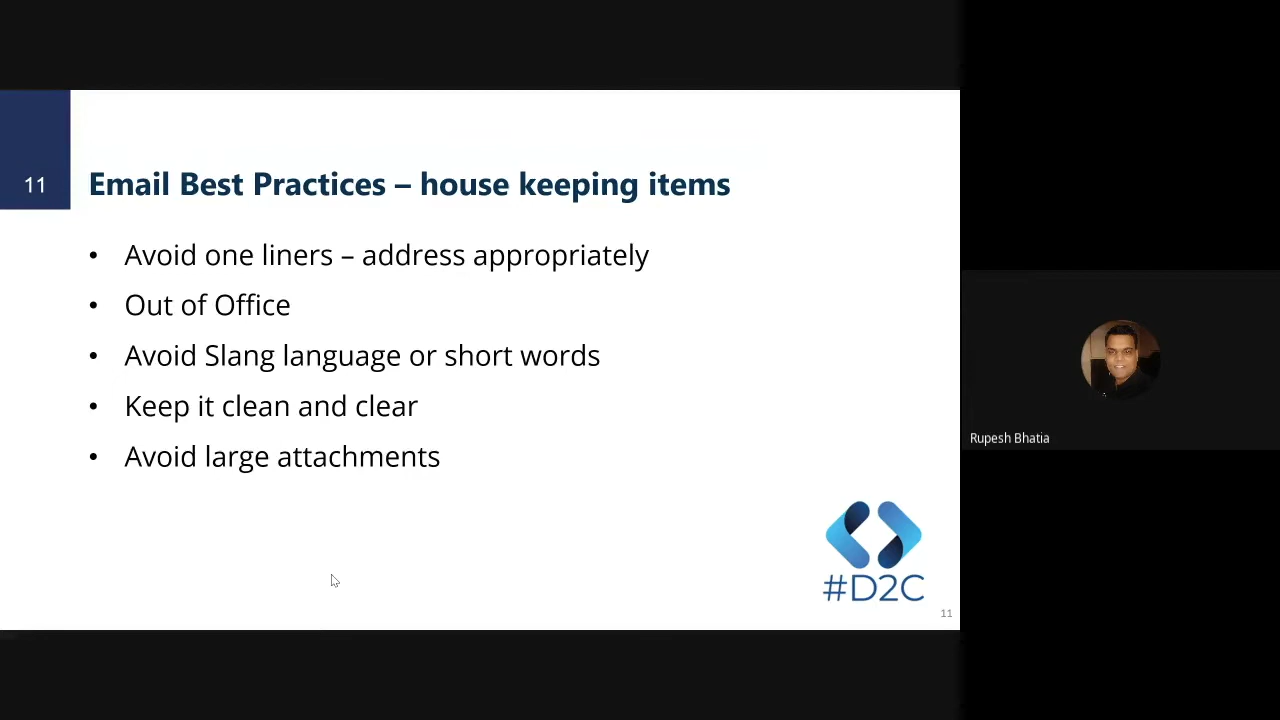 11
Email Best Practices – house keeping items
• Avoid one liners – address appropriately
• Out of Office
• Avoid Slang language or short words
• Keep it clean and clear
• Avoid large attachments
#D2C
11
Rupesh Bhatia